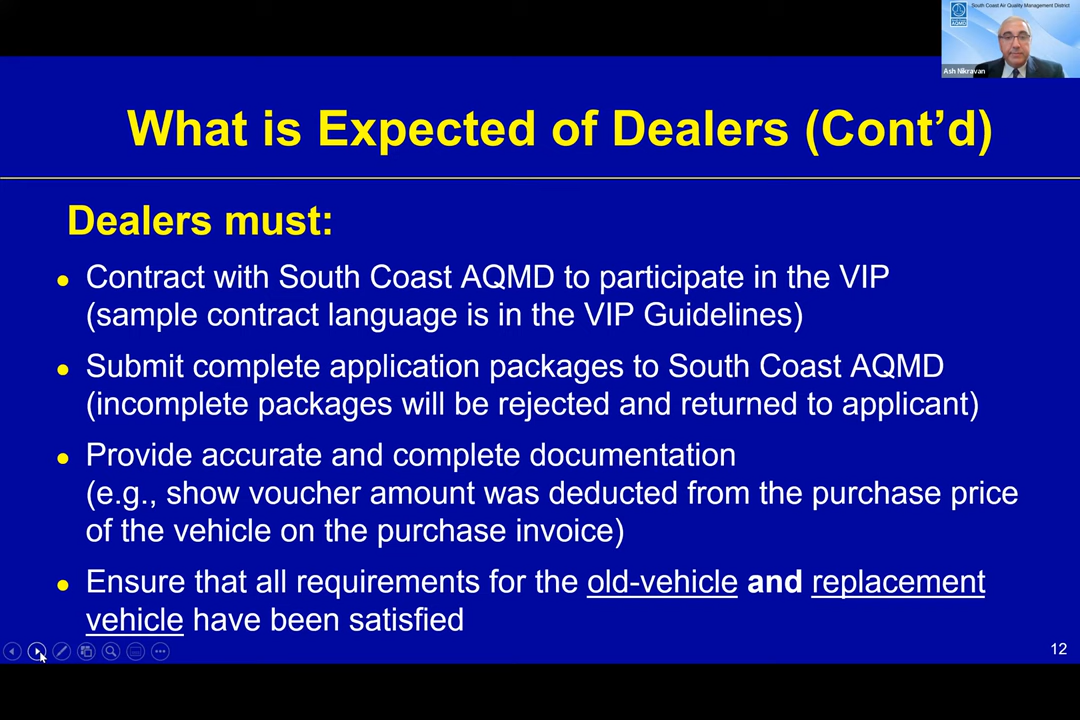 South Coast Air Quality Management District
AQMD
Ash Nikravan
What is Expected of Dealers (Cont’d)
Dealers must:
● Contract with South Coast AQMD to participate in the VIP
(sample contract language is in the VIP Guidelines)
● Submit complete application packages to South Coast AQMD
(incomplete packages will be rejected and returned to applicant)
● Provide accurate and complete documentation
(e.g., show voucher amount was deducted from the purchase price
of the vehicle on the purchase invoice)
● Ensure that all requirements for the old-vehicle and replacement
vehicle have been satisfied
12